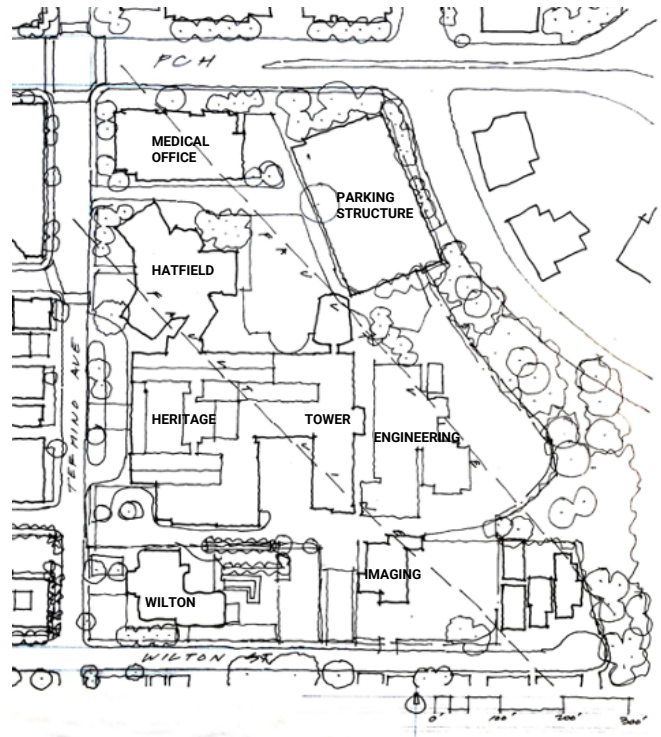 PCH
MEDICAL
OFFICE
PARKING
STRUCTURE
HATFIELD
TERMINO AVE
HERITAGE
TOWER
ENGINEERING
IMAGING
WILTON
WILTON ST.
0' 100' 200' 300'